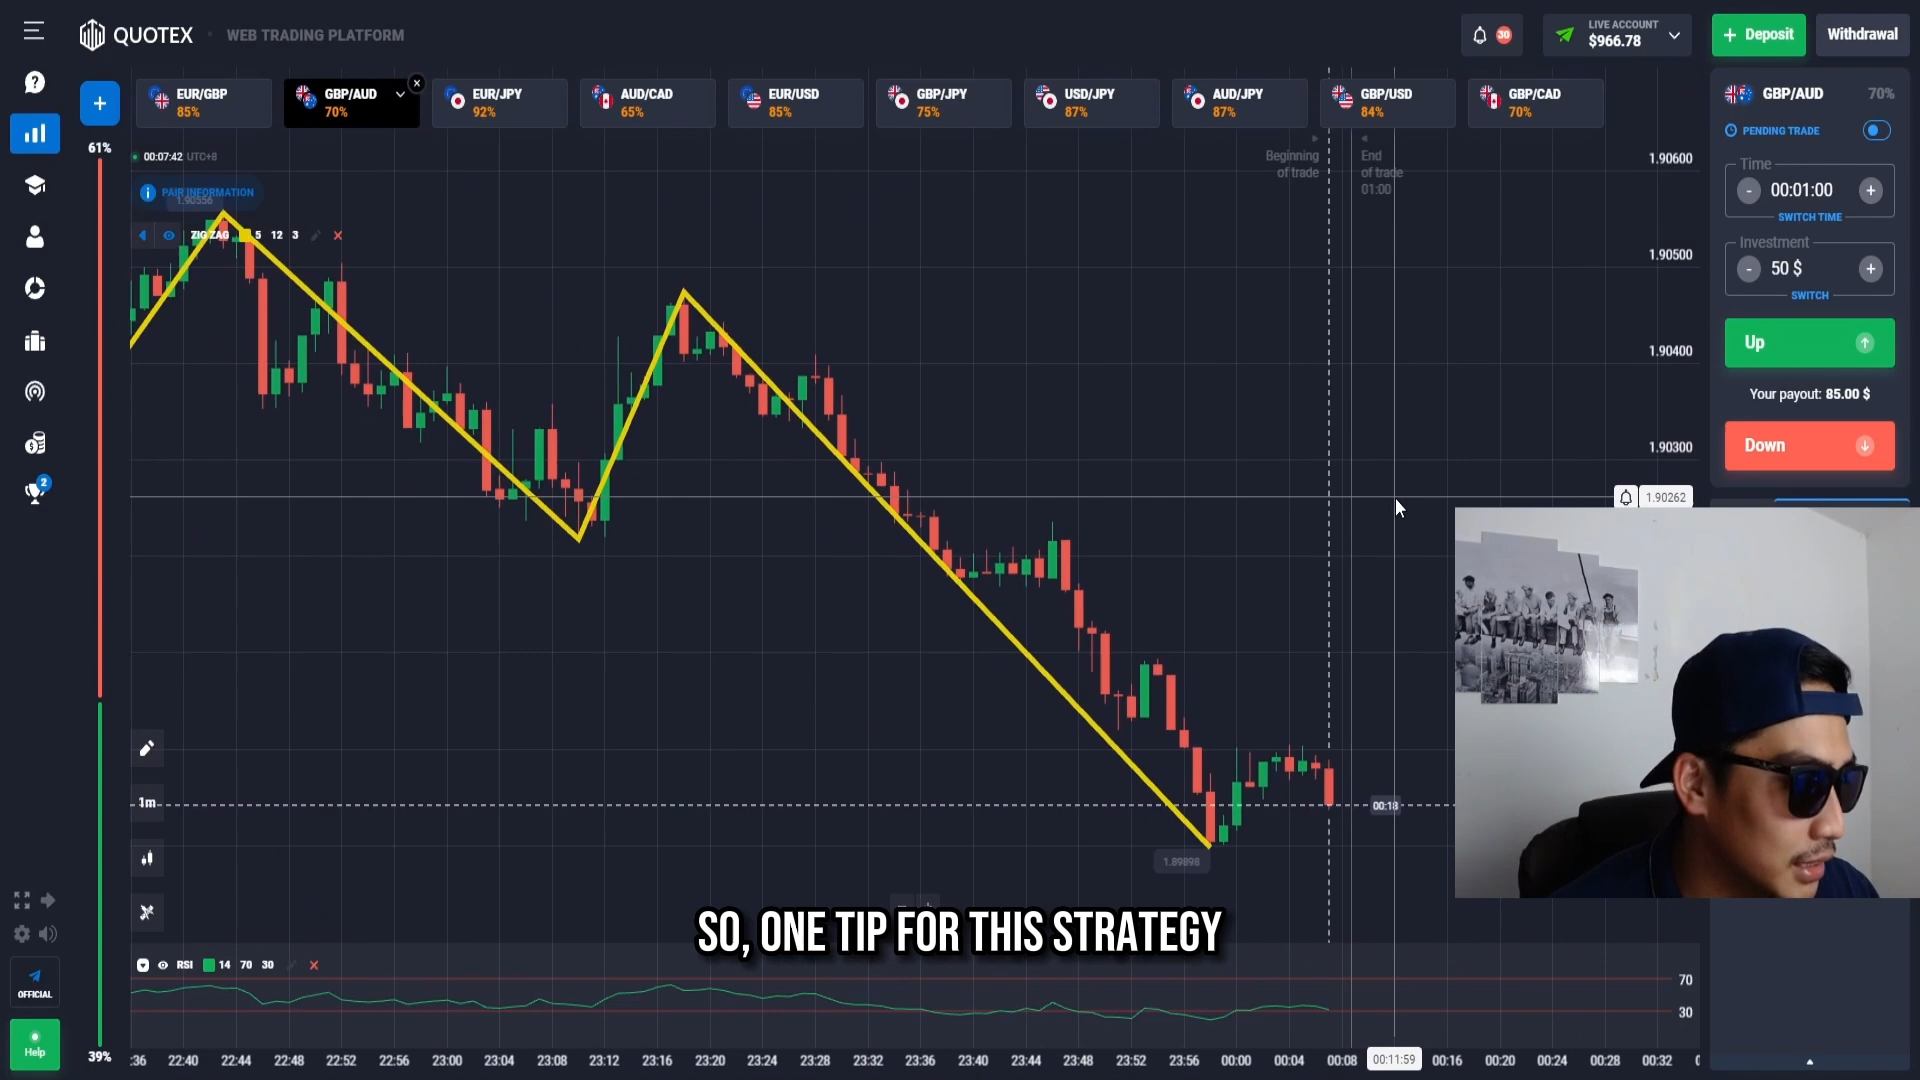 QUOTEX
WEB TRADING PLATFORM
30
LIVE ACCOUNT
$966.78
+ Deposit
Withdrawal
EUR/GBP
85%
GBP/AUD
70%
EUR/JPY
92%
AUD/CAD
65%
EUR/USD
85%
GBP/JPY
75%
USD/JPY
87%
AUD/JPY
87%
GBP/USD
84%
GBP/CAD
70%
GBP/AUD 70%
PENDING TRADE
Time
- 00:01:00 +
SWITCH TIME
Investment
- 50 $ +
SWITCH
Up
Your payout: 85.00 $
Down
61%
00:07:42 UTC+8
PAIR INFORMATION
1.90556
ZIG ZAG 5 12 3
Beginning
of trade
End
of trade
01:00
1.90600
1.90500
1.90400
1.90300
1.90262
2
1m
00:18
1.89898
SO, ONE TIP FOR THIS STRATEGY
RSI 14 70 30
70
30
OFFICIAL
Help
39%
:36 22:40 22:44 22:48 22:52 22:56 23:00 23:04 23:08 23:12 23:16 23:20 23:24 23:28 23:32 23:36 23:40 23:44 23:48 23:52 23:56 00:00 00:04 00:08 00:11:59 00:16 00:20 00:24 00:28 00:32